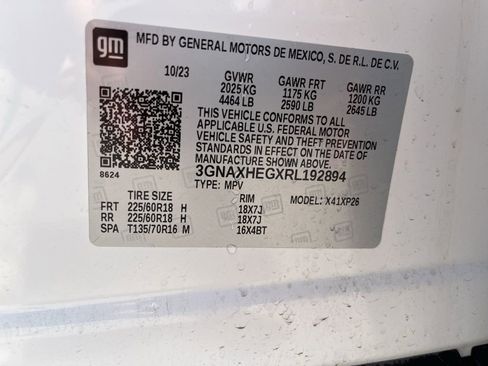 gm
MFD BY GENERAL MOTORS DE MEXICO, S. DE R.L. DE C.V.
10/23 GVWR GAWR FRT GAWR RR
2025 KG 1175 KG 1200 KG
4464 LB 2590 LB 2645 LB
THIS VEHICLE CONFORMS TO ALL
APPLICABLE U.S. FEDERAL MOTOR
VEHICLE SAFETY AND THEFT PREVENTION
STANDARDS IN EFFECT ON THE DATE OF
MANUFACTURE SHOWN ABOVE.
3GNAXHEGXRL192894
8624 TYPE: MPV
TIRE SIZE RIM MODEL: X41XP26
FRT 225/60R18 H 18X7J
RR 225/60R18 H 18X7J
SPA T135/70R16 M 16X4BT